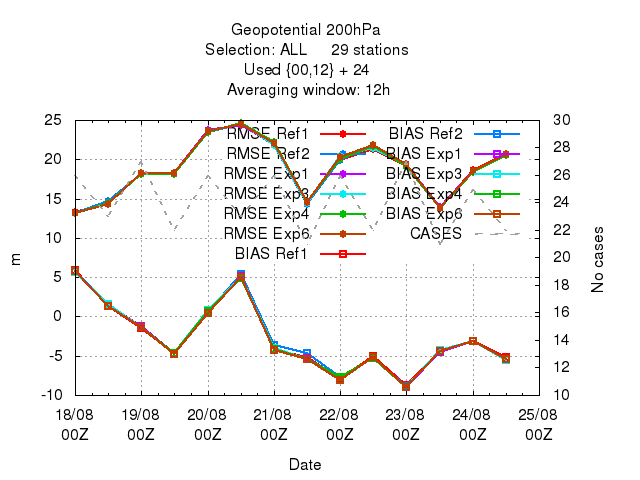 Geopotential 200hPa
Selection: ALL 29 stations
Used {00,12} + 24
Averaging window: 12h
RMSE Ref1 BIAS Ref2
RMSE Ref2 BIAS Exp1
RMSE Exp1 BIAS Exp3
RMSE Exp3 BIAS Exp4
RMSE Exp4 BIAS Exp6
RMSE Exp6 CASES
BIAS Ref1
25
20
15
10
5
0
-5
-10
m
30
28
26
24
22
20
18
16
14
12
10
No cases
18/08 19/08 20/08 21/08 22/08 23/08 24/08 25/08
00Z 00Z 00Z 00Z 00Z 00Z 00Z 00Z
Date